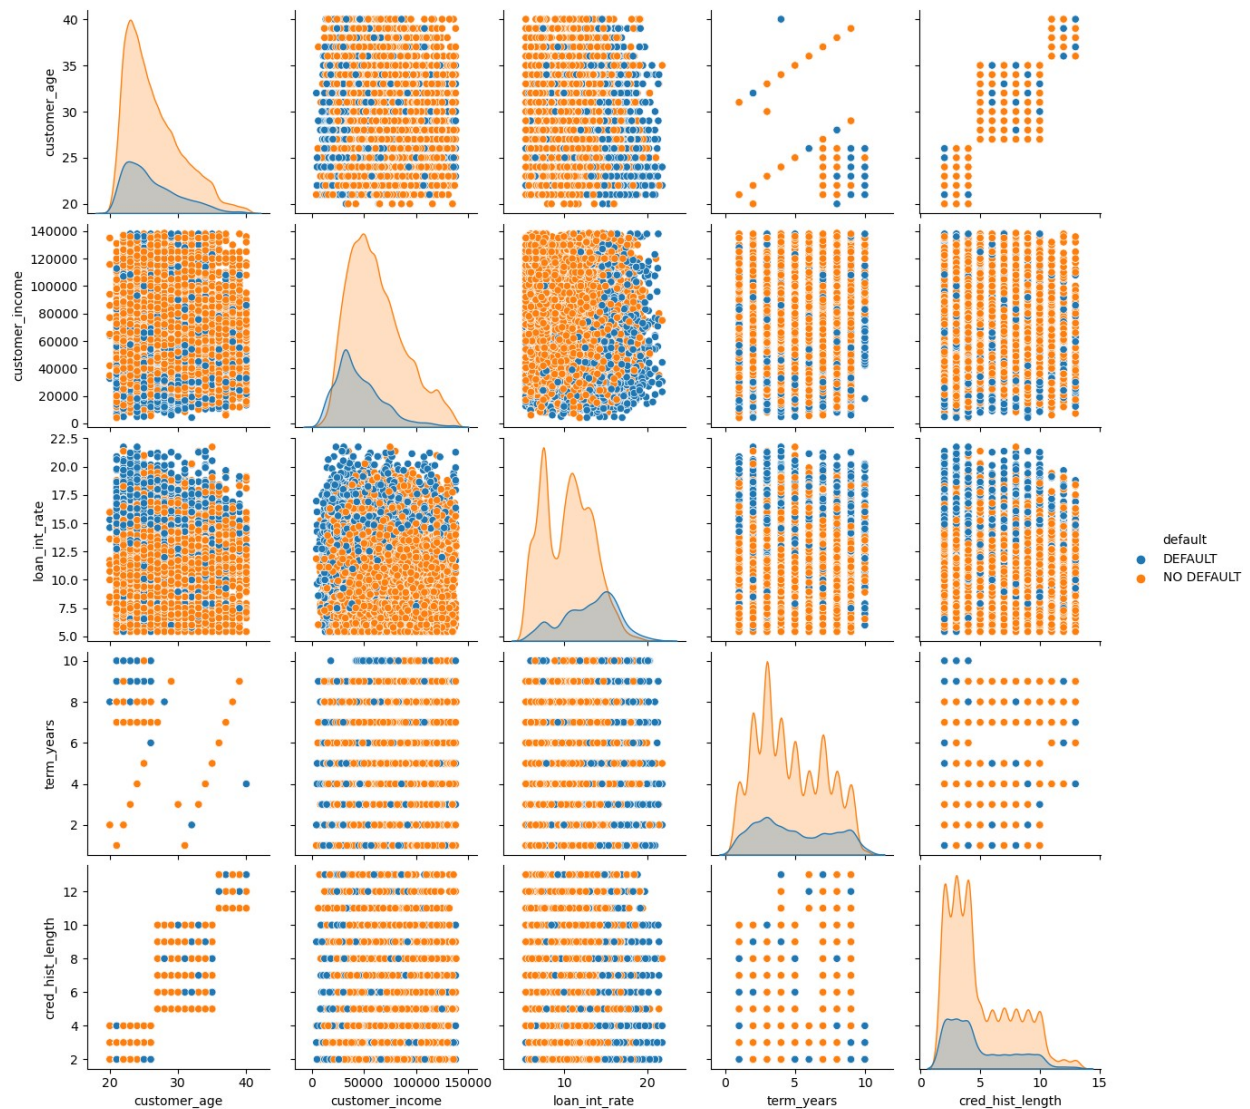 customer_age
40
35
30
25
20
customer_income
140000
120000
100000
80000
60000
40000
20000
0
loan_int_rate
22.5
20.0
17.5
15.0
12.5
10.0
7.5
5.0
default
DEFAULT
NO DEFAULT
term_years
10
8
6
4
2
cred_hist_length
12
10
8
6
4
2
20 30 40
0 50000 100000 150000
10 20
0 5 10
0 5 10 15
customer_age
customer_income
loan_int_rate
term_years
cred_hist_length